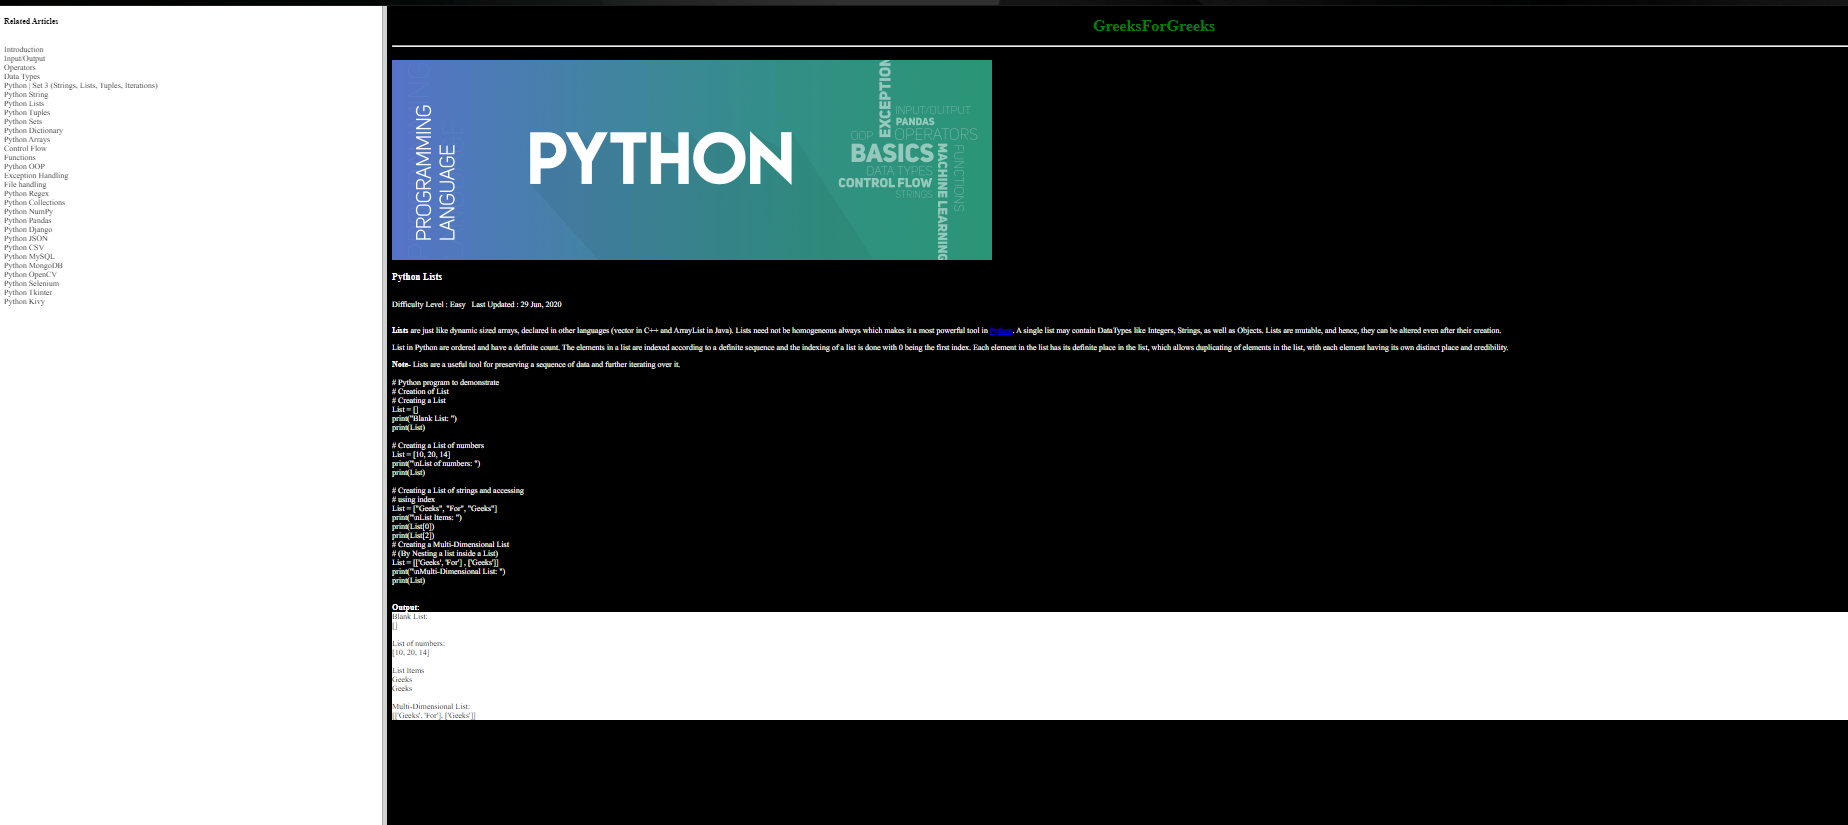 Related Articles
Introduction
Input/Output
Operators
Data Types
Python | Set 3 (Strings, Lists, Tuples, Iterations)
Python String
Python Lists
Python Tuples
Python Sets
Python Dictionary
Python Arrays
Control Flow
Functions
Python OOP
Exception Handling
File handling
Python Regex
Python Collections
Python NumPy
Python Pandas
Python Django
Python JSON
Python CSV
Python MySQL
Python MongoDB
Python OpenCV
Python Selenium
Python Tkinter
Python Kivy
GreeksForGreeks
PROGRAMMING
LANGUAGE
PYTHON
EXCEPTION
INPUT/OUTPUT
PANDAS
OOP
OPERATORS
BASICS
DATA TYPES
CONTROL FLOW
STRINGS
MACHINE LEARNING
FUNCTIONS
Python Lists
Difficulty Level : Easy   Last Updated : 29 Jun, 2020
Lists are just like dynamic sized arrays, declared in other languages (vector in C++ and ArrayList in Java). Lists need not be homogeneous always which makes it a most powerful tool in Python. A single list may contain DataTypes like Integers, Strings, as well as Objects, Lists are mutable, and hence, they can be altered even after their creation.
List in Python are ordered and have a definite count. The elements in a list are indexed according to a definite sequence and the indexing of a list is done with 0 being the first index. Each element in the list has its definite place in the list, which allows duplicating of elements in the list, with each element having its own distinct place and credibility.
Note- Lists are a useful tool for preserving a sequence of data and further iterating over it.
# Python program to demonstrate
# Creation of List
# Creating a List
List = []
print("Blank List: ")
print(List)
# Creating a List of numbers
List = [10, 20, 14]
print("\nList of numbers: ")
print(List)
# Creating a List of strings and accessing
# using index
List = ["Geeks", "For", "Geeks"]
print("\nList Items: ")
print(List[0])
print(List[2])
# Creating a Multi-Dimensional List
# (By Nesting a list inside a List)
List = [['Geeks', 'For'] , ['Geeks']]
print("\nMulti-Dimensional List: ")
print(List)
Output:
Blank List:
[]
List of numbers:
[10, 20, 14]
List Items
Geeks
Geeks
Multi-Dimensional List:
[['Geeks', 'For'], ['Geeks']]